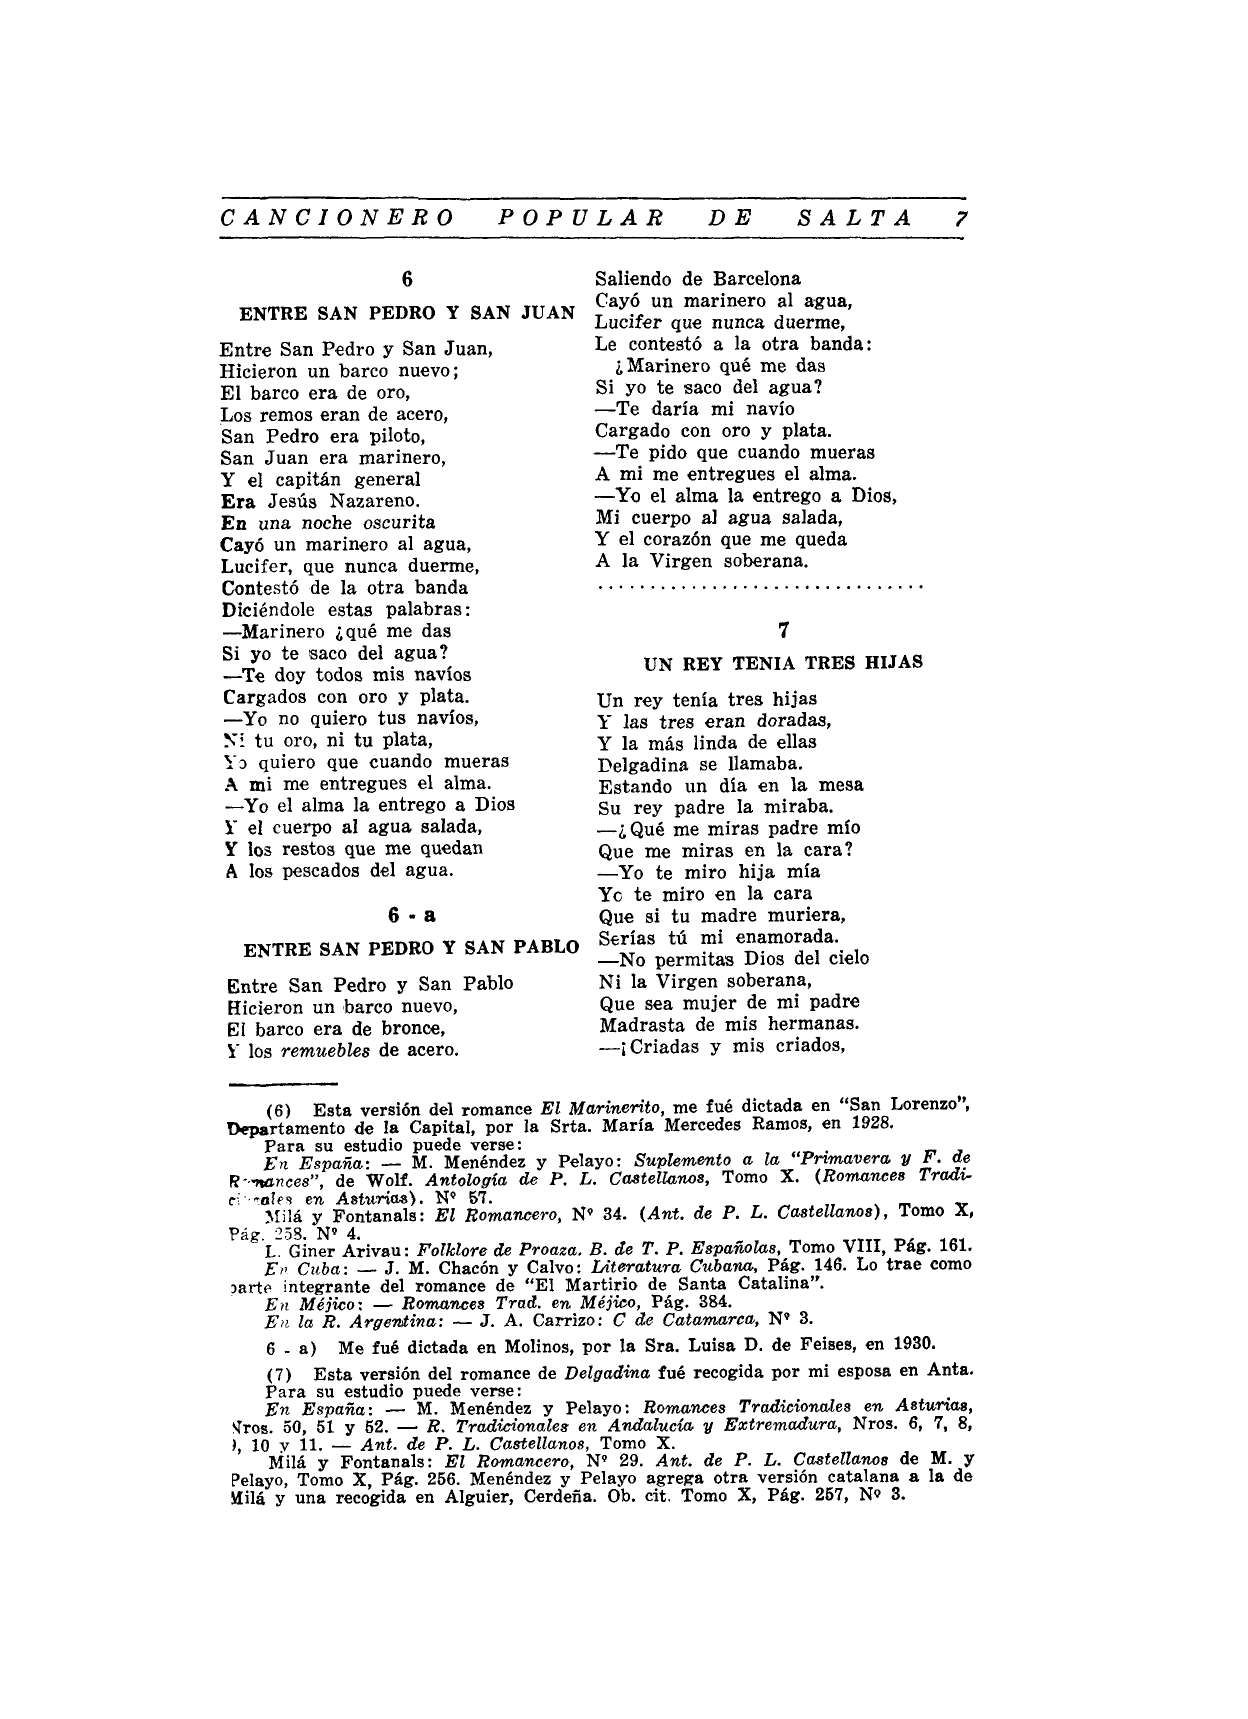 CANCIONERO POPULAR DE SALTA 7
6
ENTRE SAN PEDRO Y SAN JUAN
Entre San Pedro y San Juan,
Hicieron un barco nuevo;
El barco era de oro,
Los remos eran de acero,
San Pedro era piloto,
San Juan era marinero,
Y el capitán general
Era Jesús Nazareno.
En una noche oscurita
Cayó un marinero al agua,
Lucifer, que nunca duerme,
Contestó de la otra banda
Diciéndole estas palabras:
—Marinero ¿qué me das
Si yo te saco del agua?
—Te doy todos mis navíos
Cargados con oro y plata.
—Yo no quiero tus navíos,
Ni tu oro, ni tu plata,
Yo quiero que cuando mueras
A mi me entregues el alma.
—Yo el alma la entrego a Dios
Y el cuerpo al agua salada,
Y los restos que me quedan
A los pescados del agua.
6 - a
ENTRE SAN PEDRO Y SAN PABLO
Entre San Pedro y San Pablo
Hicieron un barco nuevo,
El barco era de bronce,
Y los remuebles de acero.
Saliendo de Barcelona
Cayó un marinero al agua,
Lucifer que nunca duerme,
Le contestó a la otra banda:
¿Marinero qué me das
Si yo te saco del agua?
—Te daría mi navío
Cargado con oro y plata.
—Te pido que cuando mueras
A mi me entregues el alma.
—Yo el alma la entrego a Dios,
Mi cuerpo al agua salada,
Y el corazón que me queda
A la Virgen soberana.
................................
7
UN REY TENIA TRES HIJAS
Un rey tenía tres hijas
Y las tres eran doradas,
Y la más linda de ellas
Delgadina se llamaba.
Estando un día en la mesa
Su rey padre la miraba.
—¿Qué me miras padre mío
Que me miras en la cara?
—Yo te miro hija mía
Yo te miro en la cara
Que si tu madre muriera,
Serías tú mi enamorada.
—No permitas Dios del cielo
Ni la Virgen soberana,
Que sea mujer de mi padre
Madrasta de mis hermanas.
—¡Criadas y mis criados,
(6) Esta versión del romance El Marinerito, me fué dictada en “San Lorenzo”,
Departamento de la Capital, por la Srta. María Mercedes Ramos, en 1928.
Para su estudio puede verse:
En España: — M. Menéndez y Pelayo: Suplemento a la “Primavera y F. de
Romances”, de Wolf. Antología de P. L. Castellanos, Tomo X. (Romances Tradi-
cionales en Asturias). Nº 57.
Milá y Fontanals: El Romancero, Nº 34. (Ant. de P. L. Castellanos), Tomo X,
Pág. 258. Nº 4.
L. Giner Arivau: Folklore de Proaza. B. de T. P. Españolas, Tomo VIII, Pág. 161.
En Cuba: — J. M. Chacón y Calvo: Literatura Cubana, Pág. 146. Lo trae como
parte integrante del romance de “El Martirio de Santa Catalina”.
En Méjico: — Romances Trad. en Méjico, Pág. 384.
En la R. Argentina: — J. A. Carrizo: C de Catamarca, Nº 3.
6 - a) Me fué dictada en Molinos, por la Sra. Luisa D. de Feises, en 1930.
(7) Esta versión del romance de Delgadina fué recogida por mi esposa en Anta.
Para su estudio puede verse:
En España: — M. Menéndez y Pelayo: Romances Tradicionales en Asturias,
Nros. 50, 51 y 52. — R. Tradicionales en Andalucía y Extremadura, Nros. 6, 7, 8,
9, 10 y 11. — Ant. de P. L. Castellanos, Tomo X.
Milá y Fontanals: El Romancero, Nº 29. Ant. de P. L. Castellanos de M. y
Pelayo, Tomo X, Pág. 256. Menéndez y Pelayo agrega otra versión catalana a la de
Milá y una recogida en Alguier, Cerdeña. Ob. cit. Tomo X, Pág. 257, Nº 3.